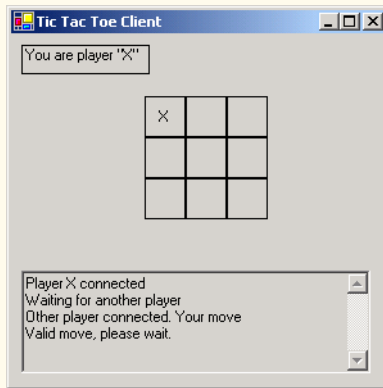 Tic Tac Toe Client
You are player "X"
X
Player X connected
Waiting for another player
Other player connected. Your move
Valid move, please wait.